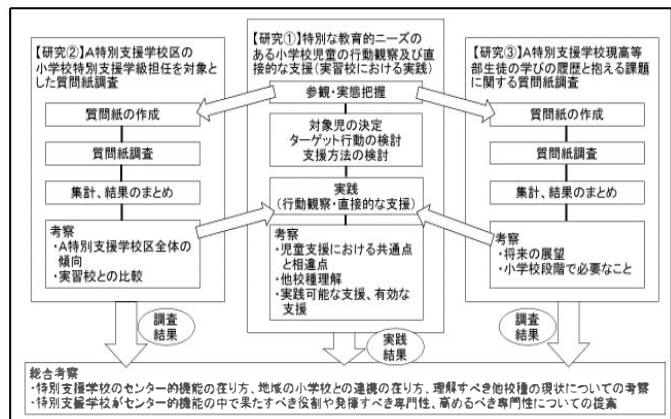 【研究②】A特別支援学校区の
小学校特別支援学級担任を対象と
した質問紙調査
質問紙の作成
質問紙調査
集計、結果のまとめ
考察
・A特別支援学校区全体の
傾向
・実習校との比較
調査
結果
【研究①】特別な教育的ニーズの
ある小学校児童の行動観察及び直
接的な支援(実習校における実践)
参観・実態把握
対象児の決定
ターゲット行動の検討
支援方法の検討
実践
(行動観察・直接的な支援)
考察
・児童支援における共通点
と相違点
・他校種理解
・実践可能な支援、有効な
支援
実践
結果
【研究③】A特別支援学校現高等
部生徒の学びの履歴と抱える課題
に関する質問紙調査
質問紙の作成
質問紙調査
集計、結果のまとめ
考察
・将来の展望
・小学校段階で必要なこと
調査
結果
総合考察
・特別支援学校のセンター的機能の在り方、地域の小学校との連携の在り方、理解すべき他校種の現状についての考察
・特別支援学校がセンター的機能の中で果たすべき役割や発揮すべき専門性、高めるべき専門性についての提案